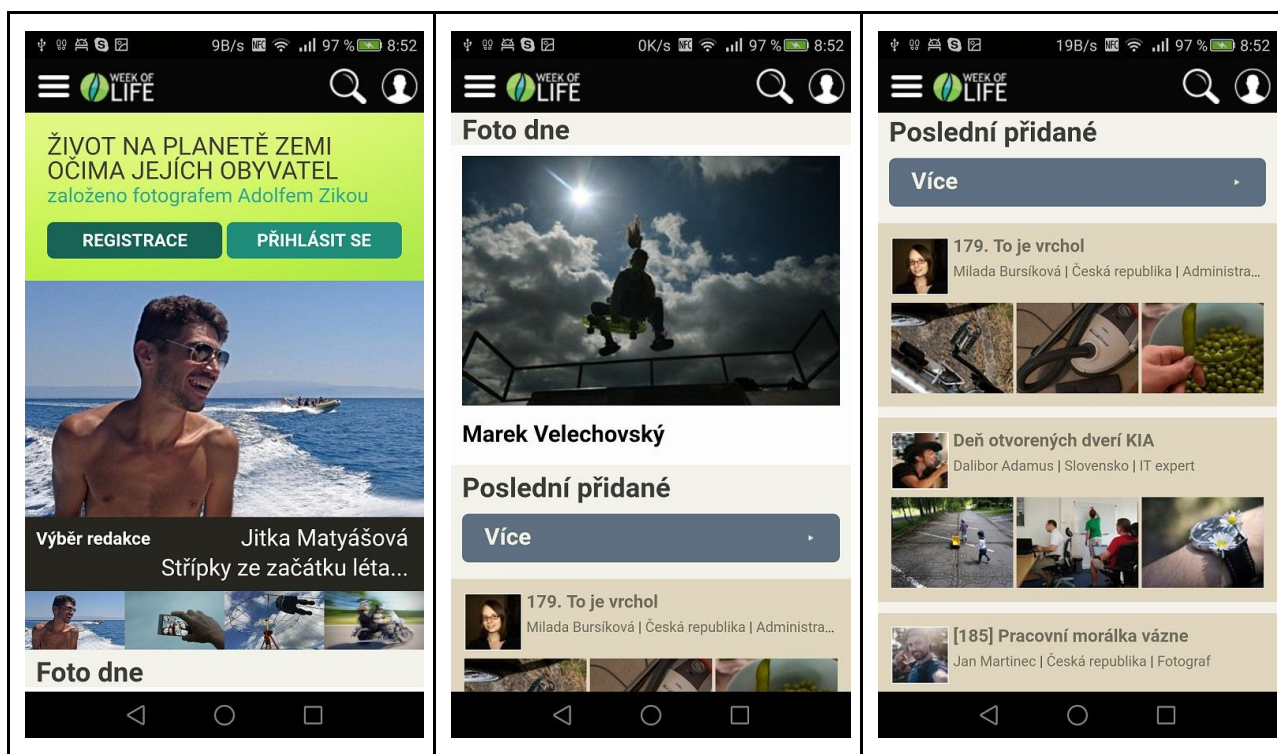 9B/s NFC 97 % 8:52
WEEK OF
LIFE
ŽIVOT NA PLANETĚ ZEMI
OČIMA JEJÍCH OBYVATEL
založeno fotografem Adolfem Zikou
REGISTRACE
PŘIHLÁSIT SE
Výběr redakce
Jitka Matyášová
Střípky ze začátku léta...
Foto dne
0K/s NFC 97 % 8:52
WEEK OF
LIFE
Foto dne
Marek Velechovský
Poslední přidané
Více
179. To je vrchol
Milada Bursíková | Česká republika | Administra...
19B/s NFC 97 % 8:52
WEEK OF
LIFE
Poslední přidané
Více
179. To je vrchol
Milada Bursíková | Česká republika | Administra...
Deň otvorených dverí KIA
Dalibor Adamus | Slovensko | IT expert
[185] Pracovní morálka vázne
Jan Martinec | Česká republika | Fotograf